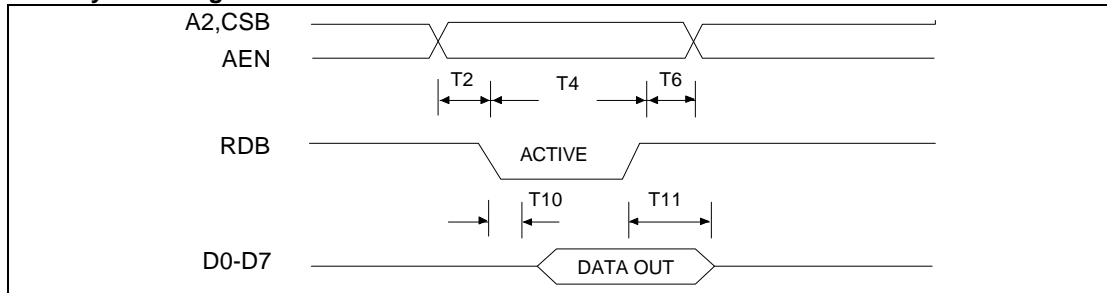 A2,CSB
AEN
T2 T4 T6
RDB
ACTIVE
T10 T11
D0-D7
DATA OUT